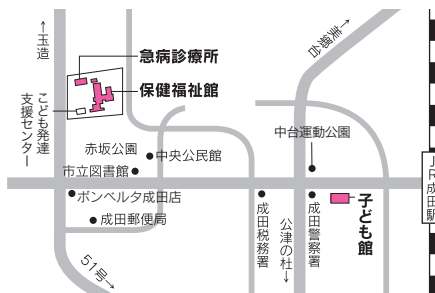 ←玉造
急病診療所
保健福祉館
こども発達
支援センター
←美郷台
赤坂公園
中央公民館
中台運動公園
市立図書館
ボンベルタ成田店
成田郵便局
成田税務署
公津の杜→
成田警察署
子ども館
JR成田駅
51号→